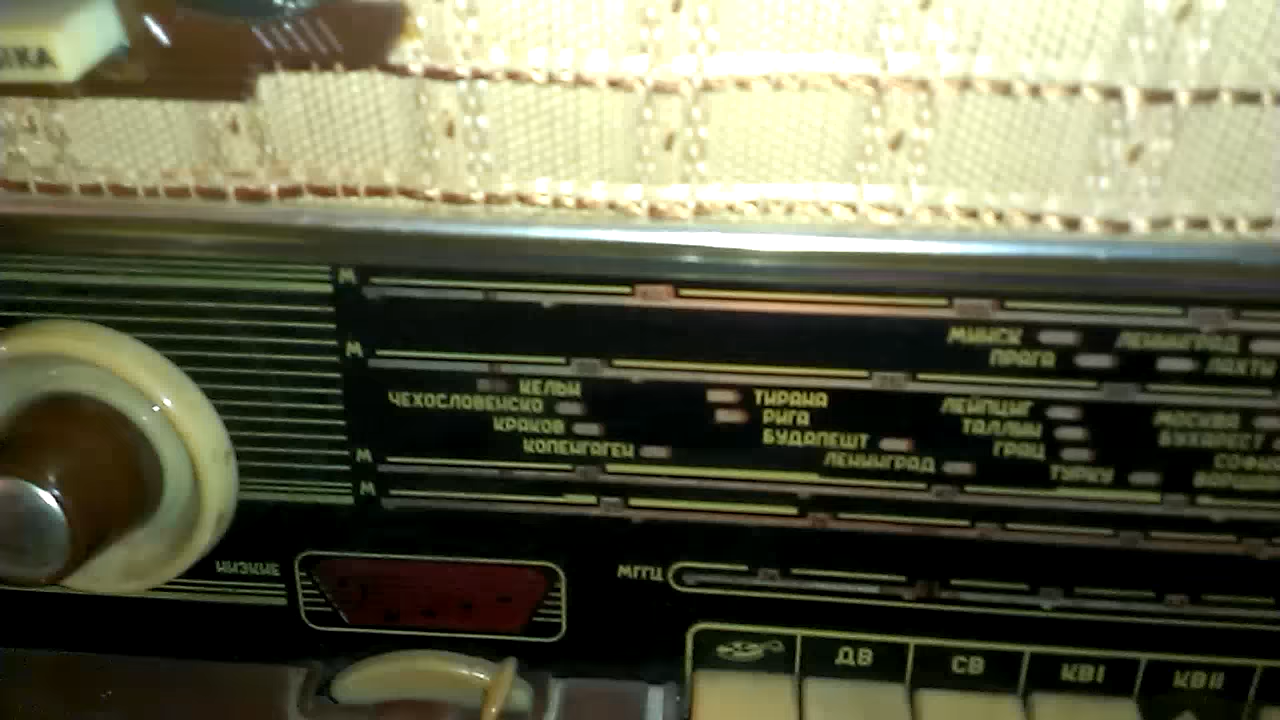 М
МИНСК ЛЕНИНГРАД
ПРАГА ЛАХТИ
М
КЕЛЬН ТИРАНА ЛЕЙПЦИГ МОСКВА
ЧЕХОСЛОВЕНСКО РИГА ТАЛЛИН БУХАРЕСТ
КРАКОВ БУДАПЕШТ ГРАЦ
КОПЕНГАГЕН ЛЕНИНГРАД ТУРКУ
М
М
НИЗКИЕ МГГЦ
ДВ СВ КВI КВII